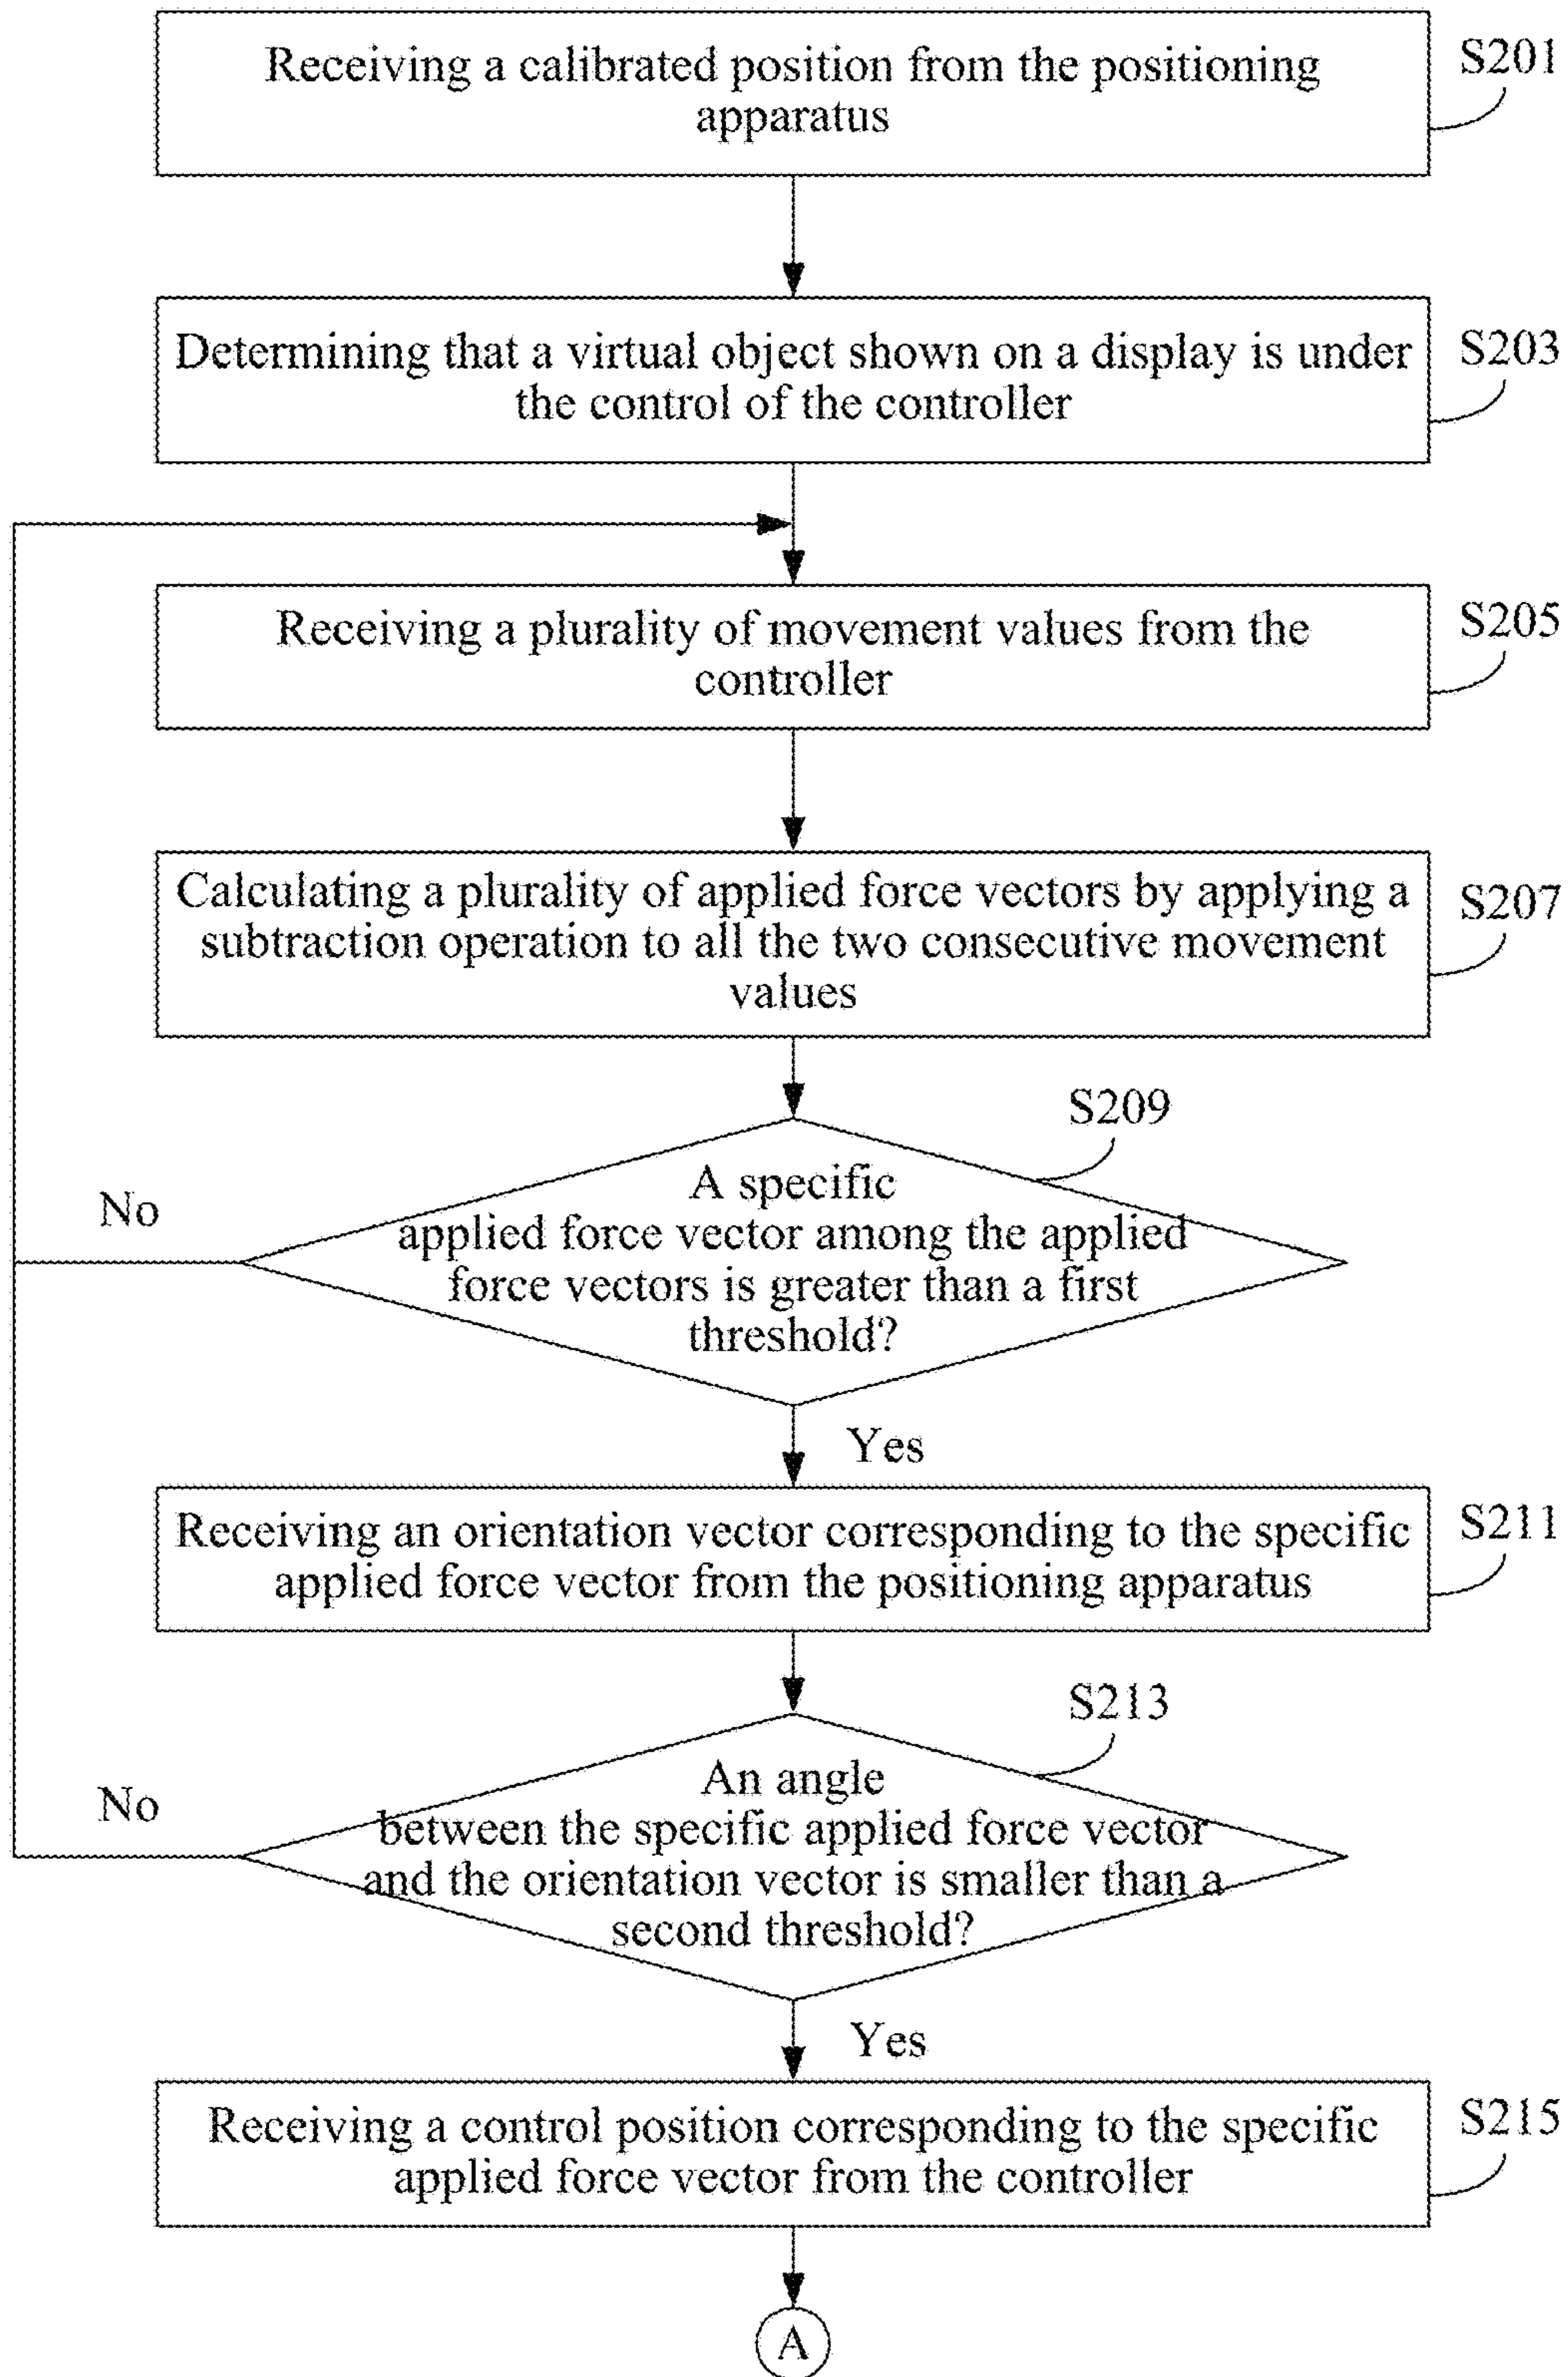 Receiving a calibrated position from the positioning
apparatus
S201
Determining that a virtual object shown on a display is under
the control of the controller
S203
Receiving a plurality of movement values from the
controller
S205
Calculating a plurality of applied force vectors by applying a
subtraction operation to all the two consecutive movement
values
S207
S209
A specific
applied force vector among the applied
force vectors is greater than a first
threshold?
No
Yes
Receiving an orientation vector corresponding to the specific
applied force vector from the positioning apparatus
S211
S213
An angle
between the specific applied force vector
and the orientation vector is smaller than a
second threshold?
No
Yes
Receiving a control position corresponding to the specific
applied force vector from the controller
S215
A